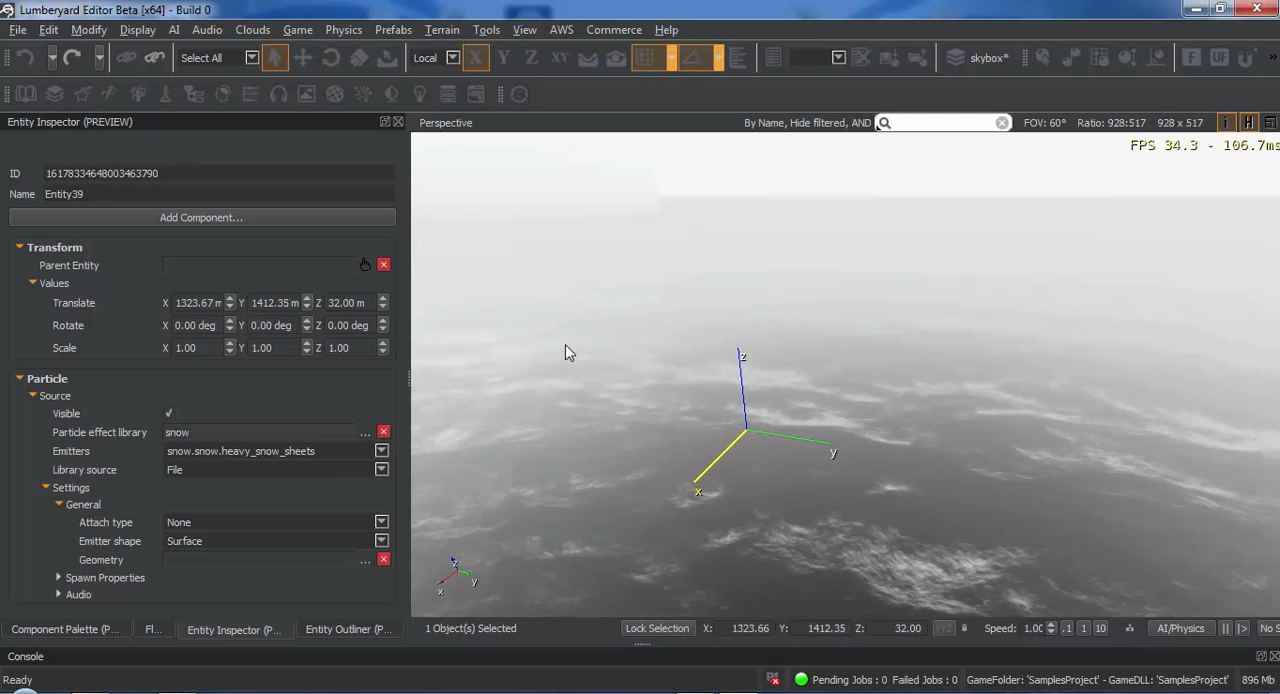 Lumberyard Editor Beta [x64] - Build 0
File Edit Modify Display AI Audio Clouds Game Physics Prefabs Terrain Tools View AWS Commerce Help
Select All Local X Y Z XY skybox* F UF
Entity Inspector (PREVIEW)
Perspective By Name, Hide filtered, AND FOV: 60° Ratio: 928:517 928 x 517 i H
FPS 34.3 - 106.7ms
ID 16178334648003463790
Name Entity39
Add Component...
Transform
Parent Entity
Values
Translate X 1323.67 m Y 1412.35 m Z 32.00 m
Rotate X 0.00 deg Y 0.00 deg Z 0.00 deg
Scale X 1.00 Y 1.00 Z 1.00
Particle
Source
Visible
Particle effect library snow ...
Emitters snow.snow.heavy_snow_sheets
Library source File
Settings
General
Attach type None
Emitter shape Surface
Geometry ...
Spawn Properties
Audio
z
y
x
z
y
x
Component Palette (P... Fl... Entity Inspector (P... Entity Outliner (P...
1 Object(s) Selected Lock Selection X: 1323.66 Y: 1412.35 Z: 32.00 XYZ Speed: 1.00 .1 1 10 AI/Physics No S
Console
Ready Pending Jobs : 0 Failed Jobs : 0 GameFolder: 'SamplesProject' - GameDLL: 'SamplesProject' 896 Mb